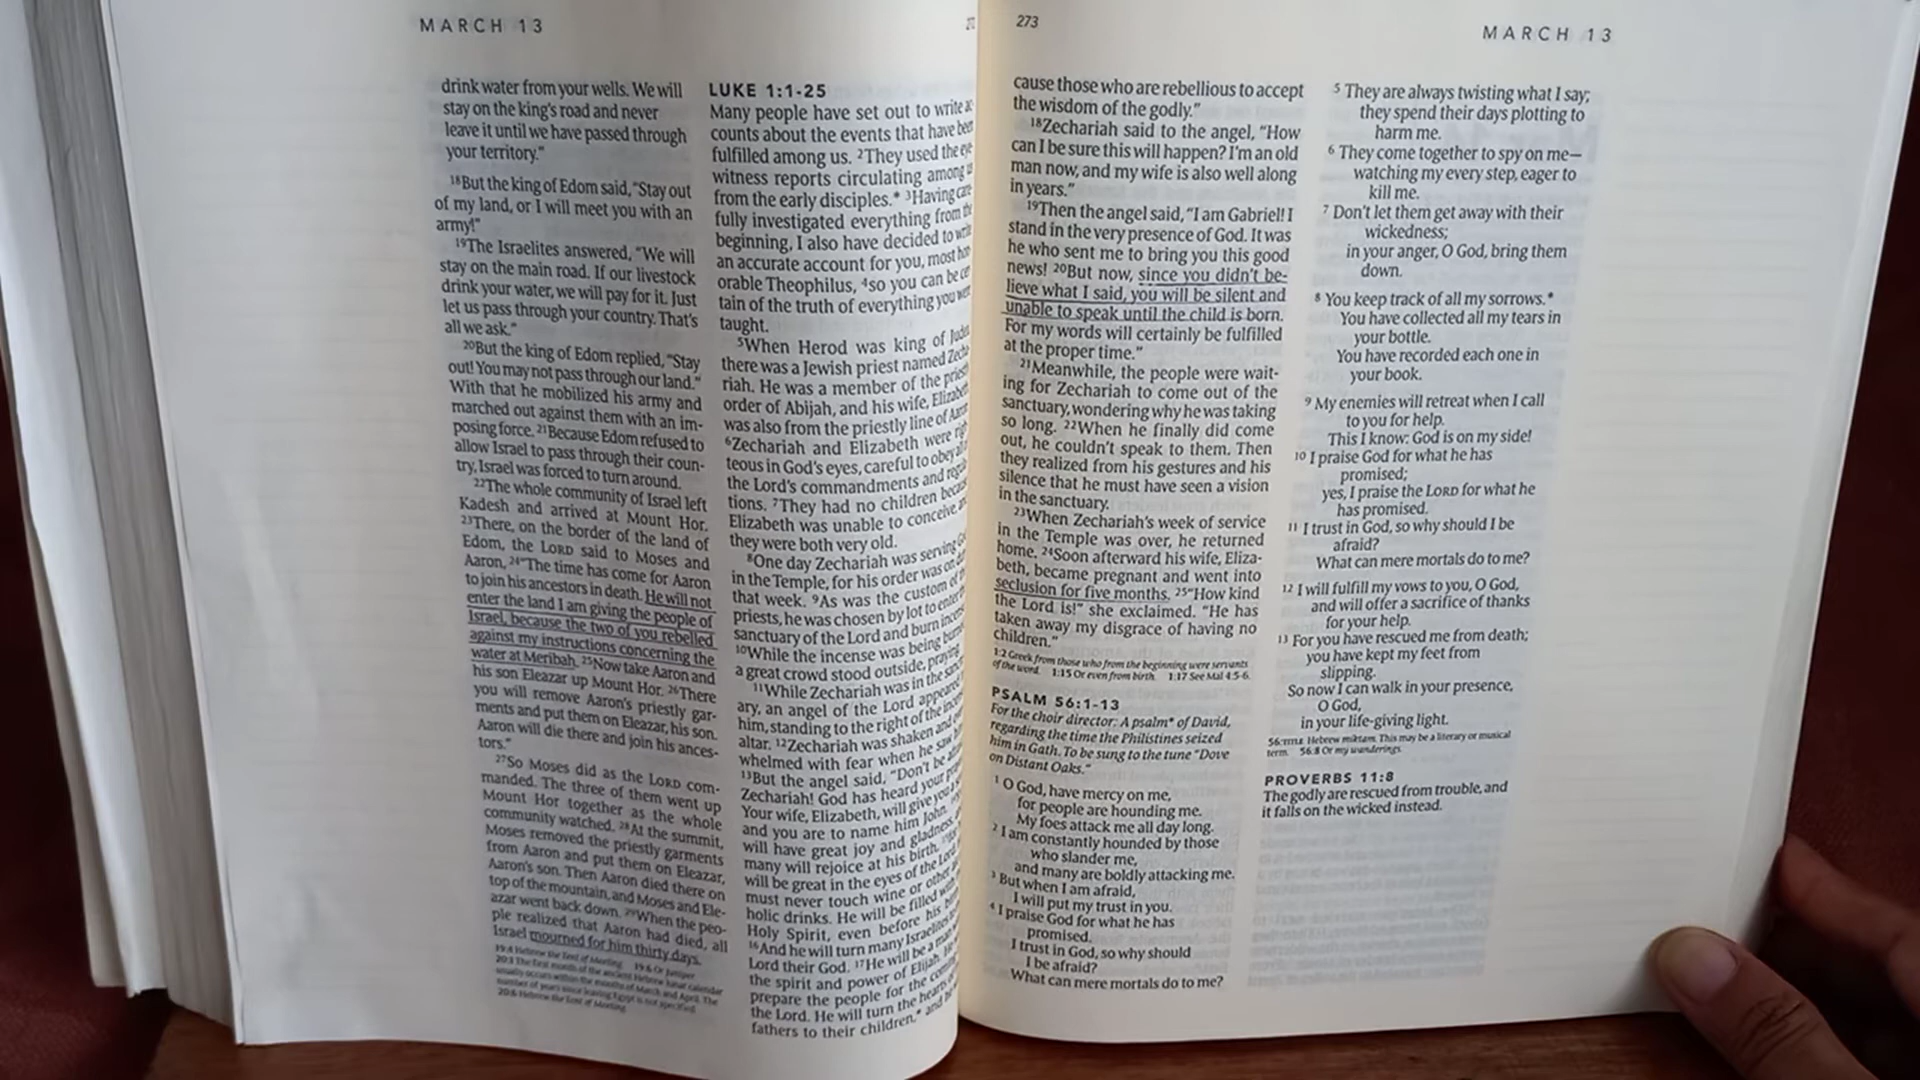 MARCH 13
drink water from your wells. We will
stay on the king's road and never
leave it until we have passed through
your territory."
18But the king of Edom said, "Stay out
of my land, or I will meet you with an
army!"
19The Israelites answered, "We will
stay on the main road. If our livestock
drink your water, we will pay for it. Just
let us pass through your country. That's
all we ask."
20But the king of Edom replied, "Stay
out! You may not pass through our land."
With that he mobilized his army and
marched out against them with an im-
posing force. 21Because Edom refused to
allow Israel to pass through their coun-
try, Israel was forced to turn around.
22The whole community of Israel left
Kadesh and arrived at Mount Hor.
23There, on the border of the land of
Edom, the LORD said to Moses and
Aaron, 24"The time has come for Aaron
to join his ancestors in death. He will not
enter the land I am giving the people of
Israel, because the two of you rebelled
against my instructions concerning the
water at Meribah. 25Now take Aaron and
his son Eleazar up Mount Hor. 26There
you will remove Aaron's priestly gar-
ments and put them on Eleazar, his son.
Aaron will die there and join his ances-
tors."
27So Moses did as the LORD com-
manded. The three of them went up
Mount Hor together as the whole
community watched. 28At the summit,
Moses removed the priestly garments
from Aaron and put them on Eleazar,
Aaron's son. Then Aaron died there on
top of the mountain, and Moses and Ele-
azar went back down. 29When the peo-
ple realized that Aaron had died, all
Israel mourned for him thirty days.
19:4 Hebrew the Tent of Meeting. 19:6 Or juniper.
20:1 The first month of the ancient Hebrew lunar calendar
usually occurs within the months of March and April. The
number of years since leaving Egypt is not specified.
20:6 Hebrew the Tent of Meeting.
LUKE 1:1-25
Many people have set out to write ac-
counts about the events that have been
fulfilled among us. 2They used the eye-
witness reports circulating among us
from the early disciples.* 3Having care-
fully investigated everything from the
beginning, I also have decided to write
an accurate account for you, most hon-
orable Theophilus, 4so you can be cer-
tain of the truth of everything you were
taught.
5When Herod was king of Judea,
there was a Jewish priest named Zecha-
riah. He was a member of the priestly
order of Abijah, and his wife, Elizabeth,
was also from the priestly line of Aaron.
6Zechariah and Elizabeth were righ-
teous in God's eyes, careful to obey all
the Lord's commandments and regula-
tions. 7They had no children because
Elizabeth was unable to conceive, and
they were both very old.
8One day Zechariah was serving God
in the Temple, for his order was on duty
that week. 9As was the custom of the
priests, he was chosen by lot to enter the
sanctuary of the Lord and burn incense.
10While the incense was being burned,
a great crowd stood outside, praying.
11While Zechariah was in the sanctu-
ary, an angel of the Lord appeared to
him, standing to the right of the incense
altar. 12Zechariah was shaken and over-
whelmed with fear when he saw him.
13But the angel said, "Don't be afraid,
Zechariah! God has heard your prayer.
Your wife, Elizabeth, will give you a son,
and you are to name him John.
will have great joy and gladness, and
many will rejoice at his birth,
will be great in the eyes of the Lord.
must never touch wine or other alco-
holic drinks. He will be filled with the
Holy Spirit, even before his birth.*
16And he will turn many Israelites to the
Lord their God. 17He will be a man with
the spirit and power of Elijah. He will
prepare the people for the coming of
the Lord. He will turn the hearts of the
fathers to their children,* and he will
273
MARCH 13
cause those who are rebellious to accept
the wisdom of the godly."
18Zechariah said to the angel, "How
can I be sure this will happen? I'm an old
man now, and my wife is also well along
in years."
19Then the angel said, "I am Gabriel! I
stand in the very presence of God. It was
he who sent me to bring you this good
news! 20But now, since you didn't be-
lieve what I said, you will be silent and
unable to speak until the child is born.
For my words will certainly be fulfilled
at the proper time."
21Meanwhile, the people were wait-
ing for Zechariah to come out of the
sanctuary, wondering why he was taking
so long. 22When he finally did come
out, he couldn't speak to them. Then
they realized from his gestures and his
silence that he must have seen a vision
in the sanctuary.
23When Zechariah's week of service
in the Temple was over, he returned
home. 24Soon afterward his wife, Eliza-
beth, became pregnant and went into
seclusion for five months. 25"How kind
the Lord is!" she exclaimed. "He has
taken away my disgrace of having no
children."
1:2 Greek from those who from the beginning were servants
of the word. 1:15 Or even from birth. 1:17 See Mal 4:5-6.
PSALM 56:1-13
For the choir director: A psalm* of David,
regarding the time the Philistines seized
him in Gath. To be sung to the tune "Dove
on Distant Oaks."
1 O God, have mercy on me,
for people are hounding me.
My foes attack me all day long.
2 I am constantly hounded by those
who slander me,
and many are boldly attacking me.
3 But when I am afraid,
I will put my trust in you.
4 I praise God for what he has
promised.
I trust in God, so why should
I be afraid?
What can mere mortals do to me?
5 They are always twisting what I say;
they spend their days plotting to
harm me.
6 They come together to spy on me—
watching my every step, eager to
kill me.
7 Don't let them get away with their
wickedness;
in your anger, O God, bring them
down.
8 You keep track of all my sorrows.*
You have collected all my tears in
your bottle.
You have recorded each one in
your book.
9 My enemies will retreat when I call
to you for help.
This I know: God is on my side!
10 I praise God for what he has
promised;
yes, I praise the LORD for what he
has promised.
11 I trust in God, so why should I be
afraid?
What can mere mortals do to me?
12 I will fulfill my vows to you, O God,
and will offer a sacrifice of thanks
for your help.
13 For you have rescued me from death;
you have kept my feet from
slipping.
So now I can walk in your presence,
O God,
in your life-giving light.
56:TITLE Hebrew miktam. This may be a literary or musical
term. 56:8 Or my wanderings.
PROVERBS 11:8
The godly are rescued from trouble, and
it falls on the wicked instead.